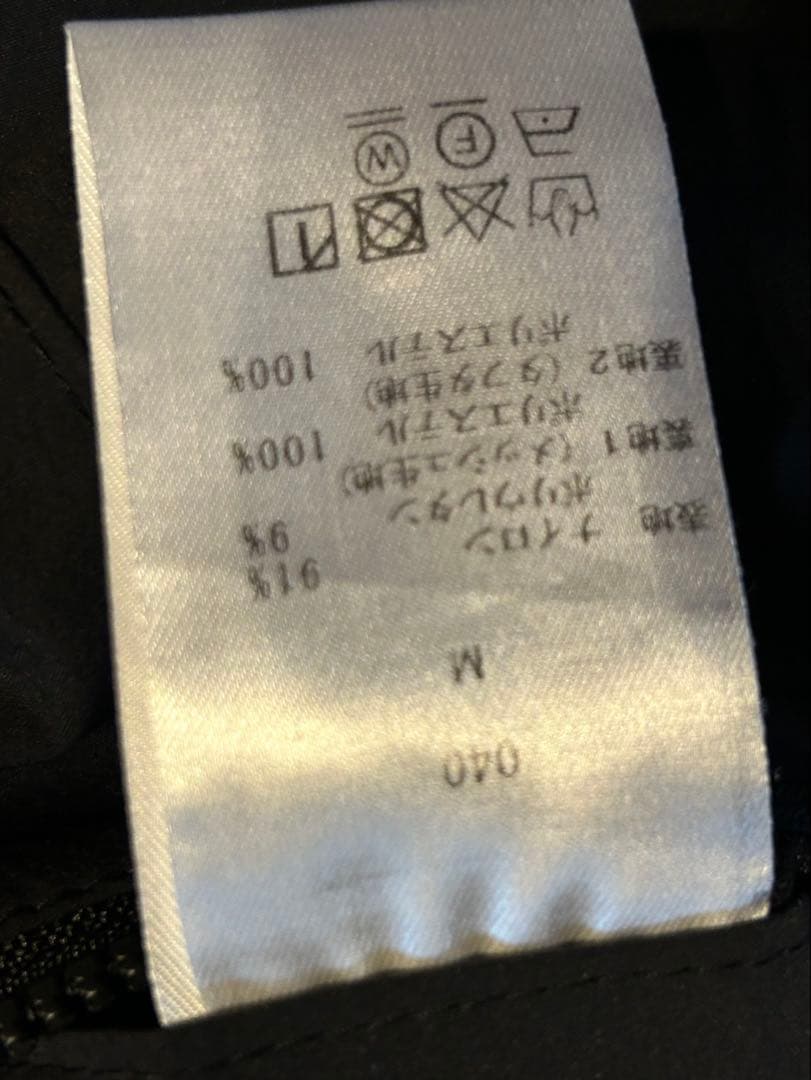 040
M
表地 ナイロン 91%
ポリウレタン 9%
裏地1 (メッシュ生地)
ポリエステル 100%
裏地2 (タフタ生地)
ポリエステル 100%
F W